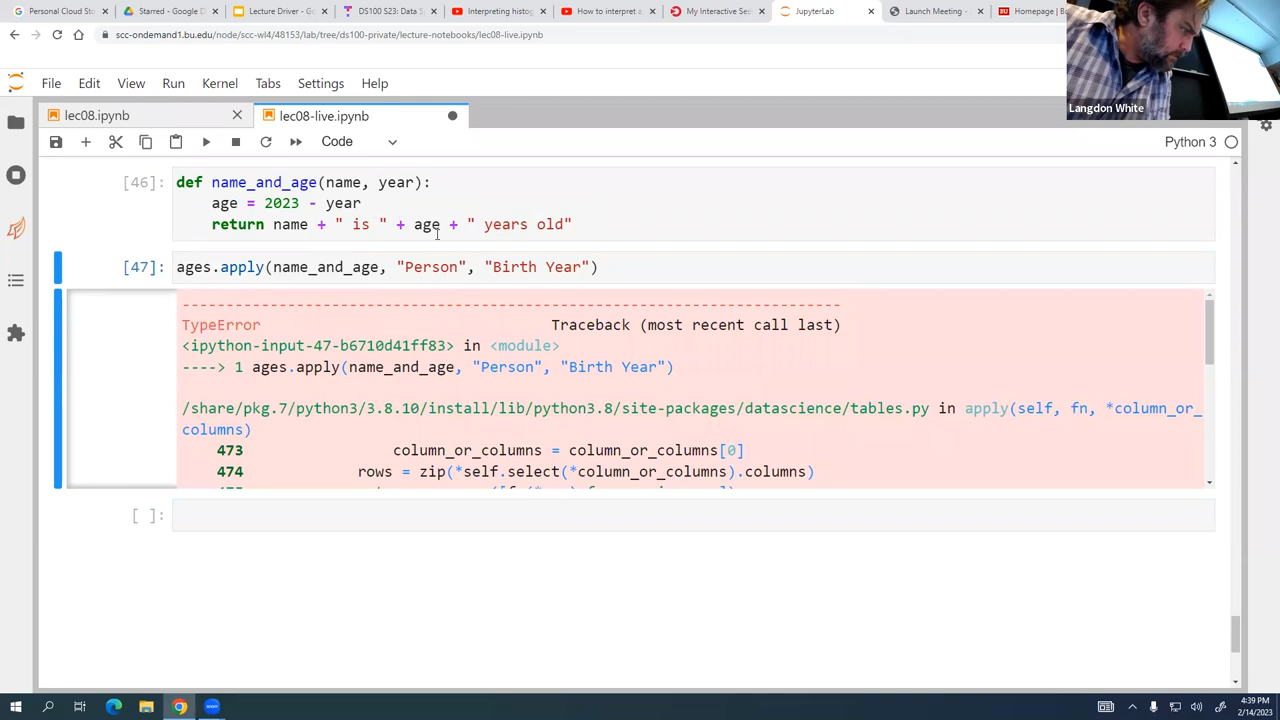 Personal Cloud Sto
Starred - Google D
Lecture Driver - Go
DS100 S23: Data S
Interpreting histog
How to interpret a
My Interactive Sec
JupyterLab
Launch Meeting -
Homepage | Bo
scc-ondemand1.bu.edu/node/scc-wl4/48153/lab/tree/ds100-private/lecture-notebooks/lec08-live.ipynb
File Edit View Run Kernel Tabs Settings Help
Langdon White
lec08.ipynb
lec08-live.ipynb
Code
Python 3
[46]: def name_and_age(name, year):
age = 2023 - year
return name + " is " + age + " years old"
[47]: ages.apply(name_and_age, "Person", "Birth Year")
---------------------------------------------------------------------------
TypeError Traceback (most recent call last)
<ipython-input-47-b6710d41ff83> in <module>
----> 1 ages.apply(name_and_age, "Person", "Birth Year")
/share/pkg.7/python3/3.8.10/install/lib/python3.8/site-packages/datascience/tables.py in apply(self, fn, *column_or_
columns)
473 column_or_columns = column_or_columns[0]
474 rows = zip(*self.select(*column_or_columns).columns)
[ ]:
4:39 PM
2/14/2023